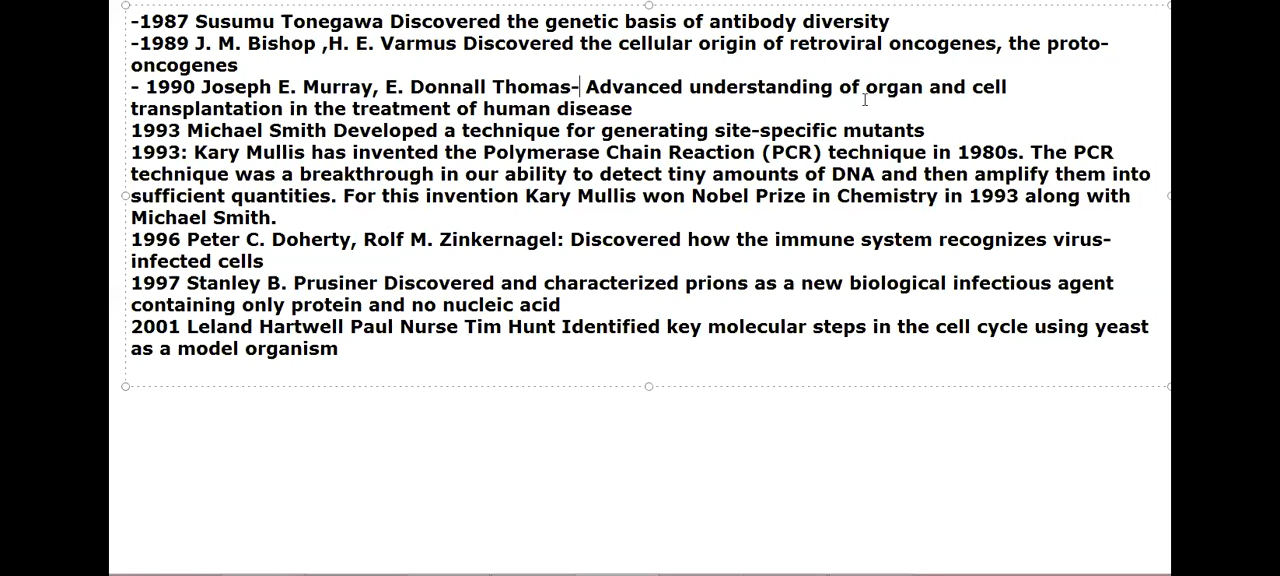 -1987 Susumu Tonegawa Discovered the genetic basis of antibody diversity
-1989 J. M. Bishop ,H. E. Varmus Discovered the cellular origin of retroviral oncogenes, the proto-
oncogenes
- 1990 Joseph E. Murray, E. Donnall Thomas- Advanced understanding of organ and cell
transplantation in the treatment of human disease
1993 Michael Smith Developed a technique for generating site-specific mutants
1993: Kary Mullis has invented the Polymerase Chain Reaction (PCR) technique in 1980s. The PCR
technique was a breakthrough in our ability to detect tiny amounts of DNA and then amplify them into
sufficient quantities. For this invention Kary Mullis won Nobel Prize in Chemistry in 1993 along with
Michael Smith.
1996 Peter C. Doherty, Rolf M. Zinkernagel: Discovered how the immune system recognizes virus-
infected cells
1997 Stanley B. Prusiner Discovered and characterized prions as a new biological infectious agent
containing only protein and no nucleic acid
2001 Leland Hartwell Paul Nurse Tim Hunt Identified key molecular steps in the cell cycle using yeast
as a model organism